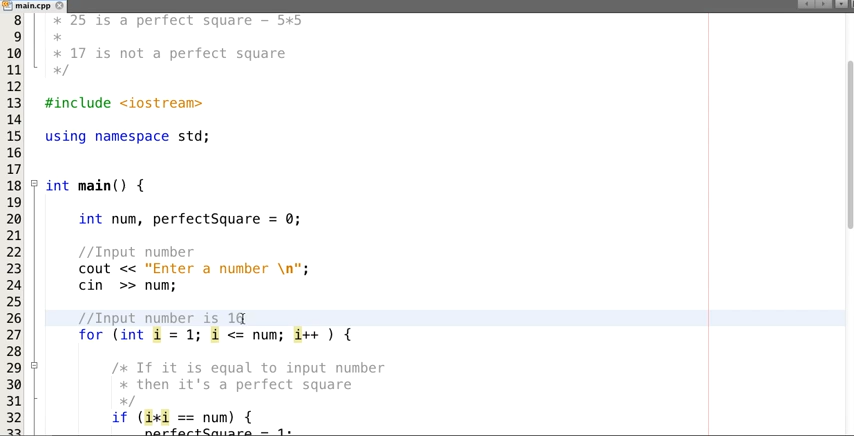 main.cpp
8 * 25 is a perfect square - 5*5
9 *
10 * 17 is not a perfect square
11 */
12
13 #include <iostream>
14
15 using namespace std;
16
17
18 int main() {
19
20 int num, perfectSquare = 0;
21
22 //Input number
23 cout << "Enter a number \n";
24 cin >> num;
25
26 //Input number is 16
27 for (int i = 1; i <= num; i++ ) {
28
29 /* If it is equal to input number
30 * then it's a perfect square
31 */
32 if (i*i == num) {
33 perfectSquare = 1;